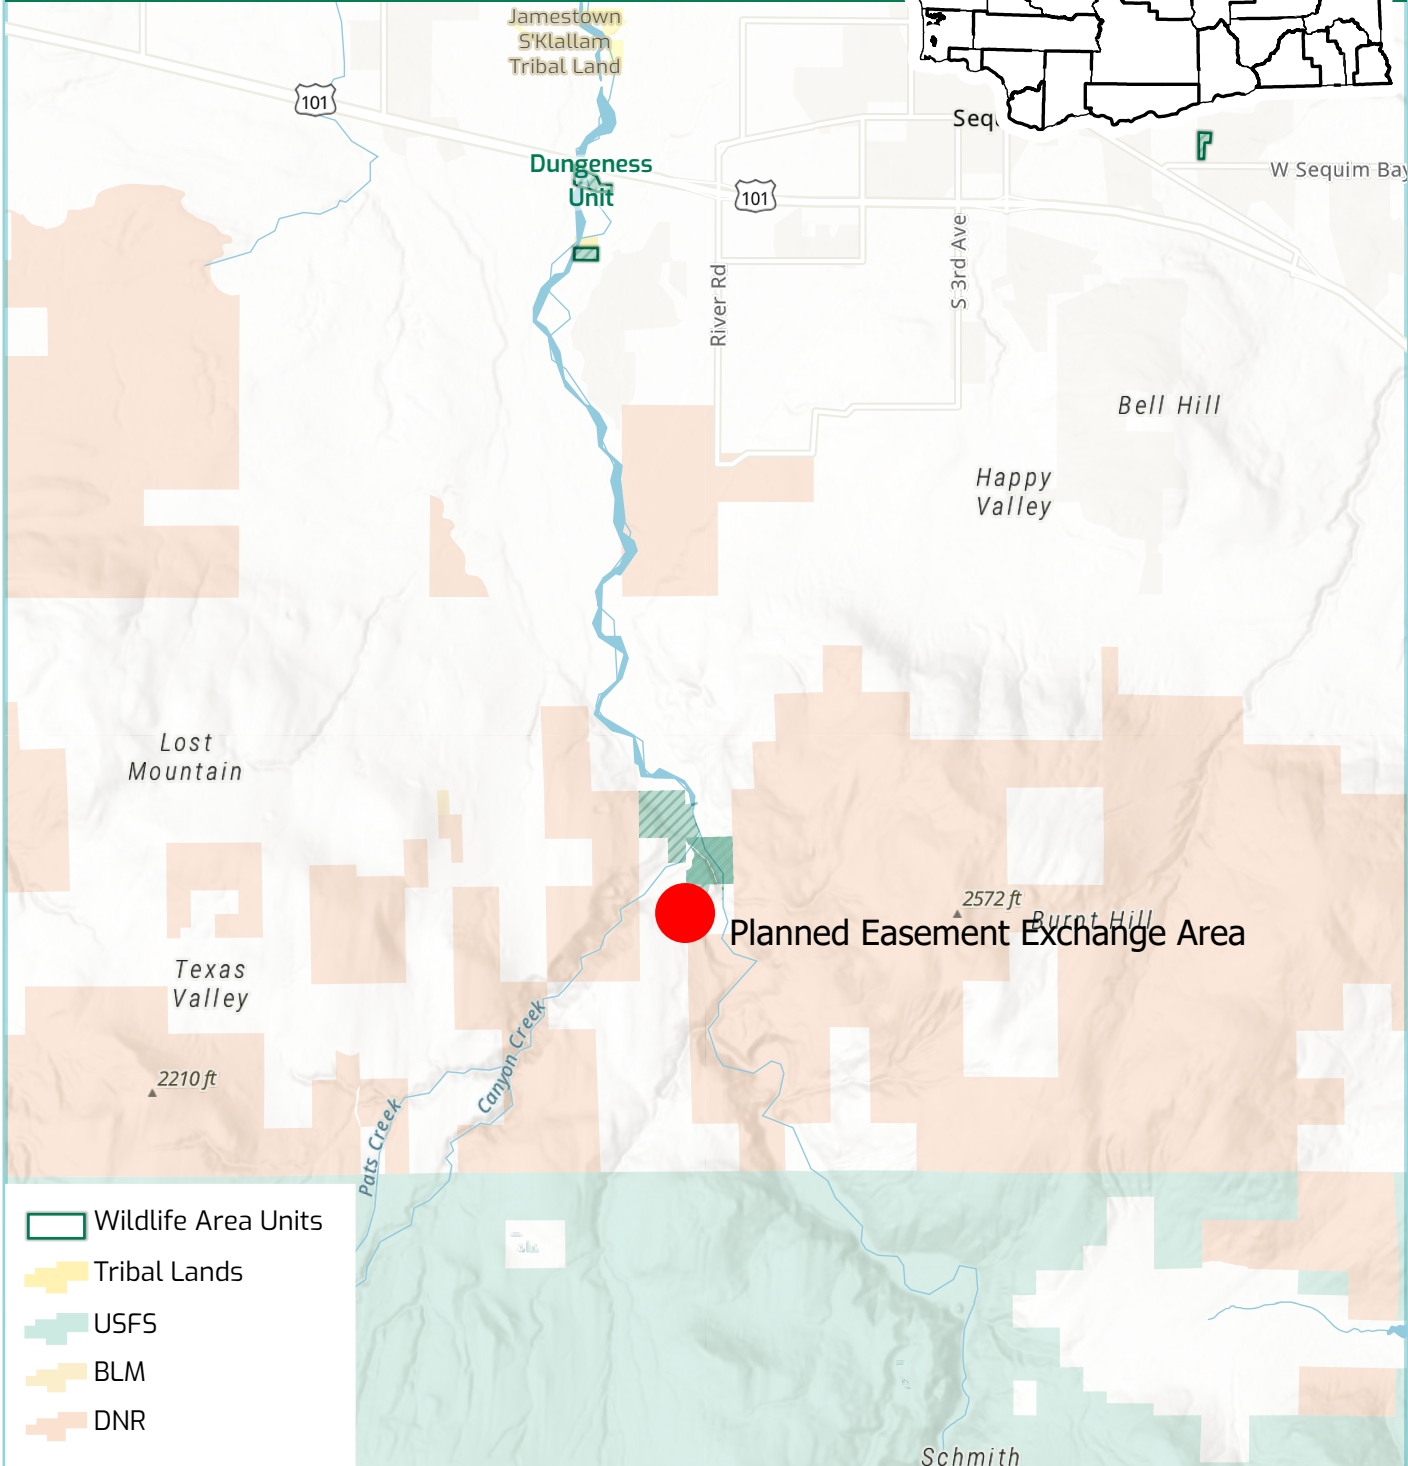 Jamestown
S'Klallam
Tribal Land
101
Dungeness
Unit
101
W Sequim Bay
River Rd
S 3rd Ave
Bell Hill
Happy
Valley
Lost
Mountain
2572 ft
Burnt Hill
Planned Easement Exchange Area
Texas
Valley
2210 ft
Canyon Creek
Pats Creek
Wildlife Area Units
Tribal Lands
USFS
BLM
DNR
Schmith